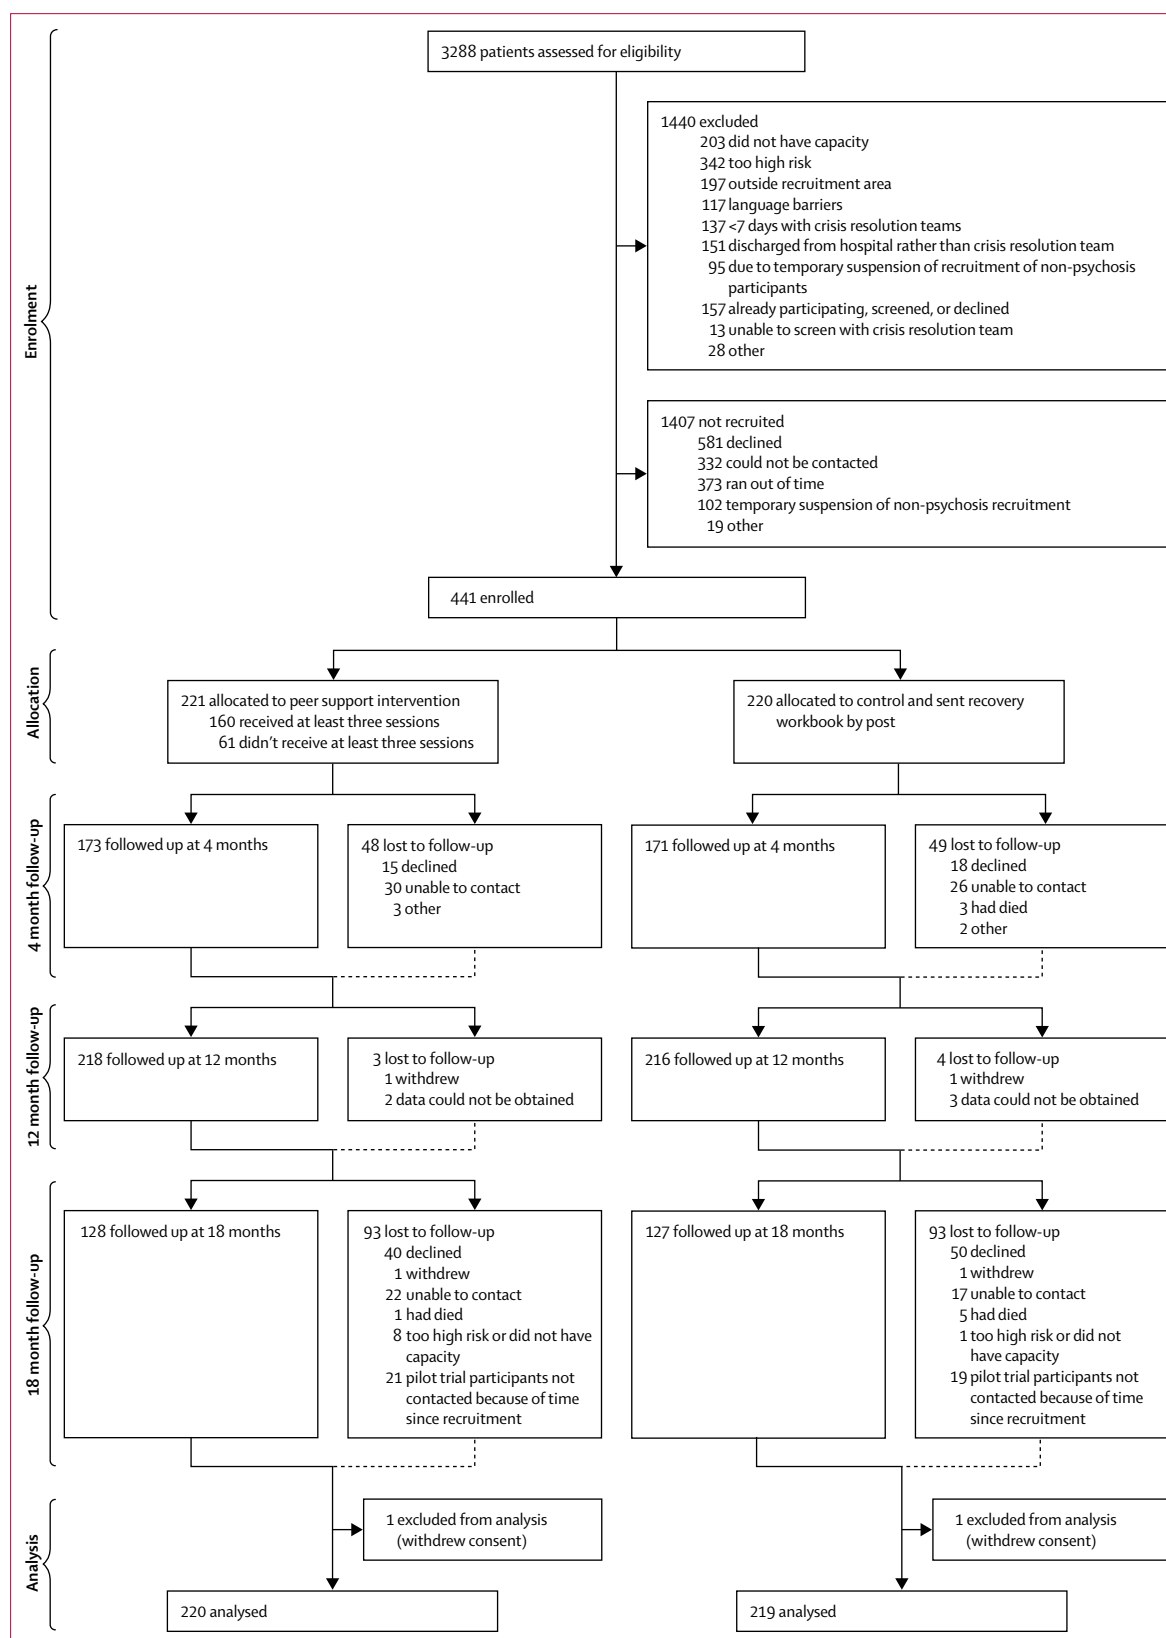 Enrolment
3288 patients assessed for eligibility
1440 excluded
203 did not have capacity
342 too high risk
197 outside recruitment area
117 language barriers
137 <7 days with crisis resolution teams
151 discharged from hospital rather than crisis resolution team
95 due to temporary suspension of recruitment of non-psychosis
participants
157 already participating, screened, or declined
13 unable to screen with crisis resolution team
28 other
1407 not recruited
581 declined
332 could not be contacted
373 ran out of time
102 temporary suspension of non-psychosis recruitment
19 other
441 enrolled
Allocation
221 allocated to peer support intervention
160 received at least three sessions
61 didn't receive at least three sessions
220 allocated to control and sent recovery
workbook by post
4 month follow-up
173 followed up at 4 months
48 lost to follow-up
15 declined
30 unable to contact
3 other
171 followed up at 4 months
49 lost to follow-up
18 declined
26 unable to contact
3 had died
2 other
12 month follow-up
218 followed up at 12 months
3 lost to follow-up
1 withdrew
2 data could not be obtained
216 followed up at 12 months
4 lost to follow-up
1 withdrew
3 data could not be obtained
18 month follow-up
128 followed up at 18 months
93 lost to follow-up
40 declined
1 withdrew
22 unable to contact
1 had died
8 too high risk or did not have
capacity
21 pilot trial participants not
contacted because of time
since recruitment
127 followed up at 18 months
93 lost to follow-up
50 declined
1 withdrew
17 unable to contact
5 had died
1 too high risk or did not
have capacity
19 pilot trial participants not
contacted because of time
since recruitment
Analysis
1 excluded from analysis
(withdrew consent)
1 excluded from analysis
(withdrew consent)
220 analysed
219 analysed